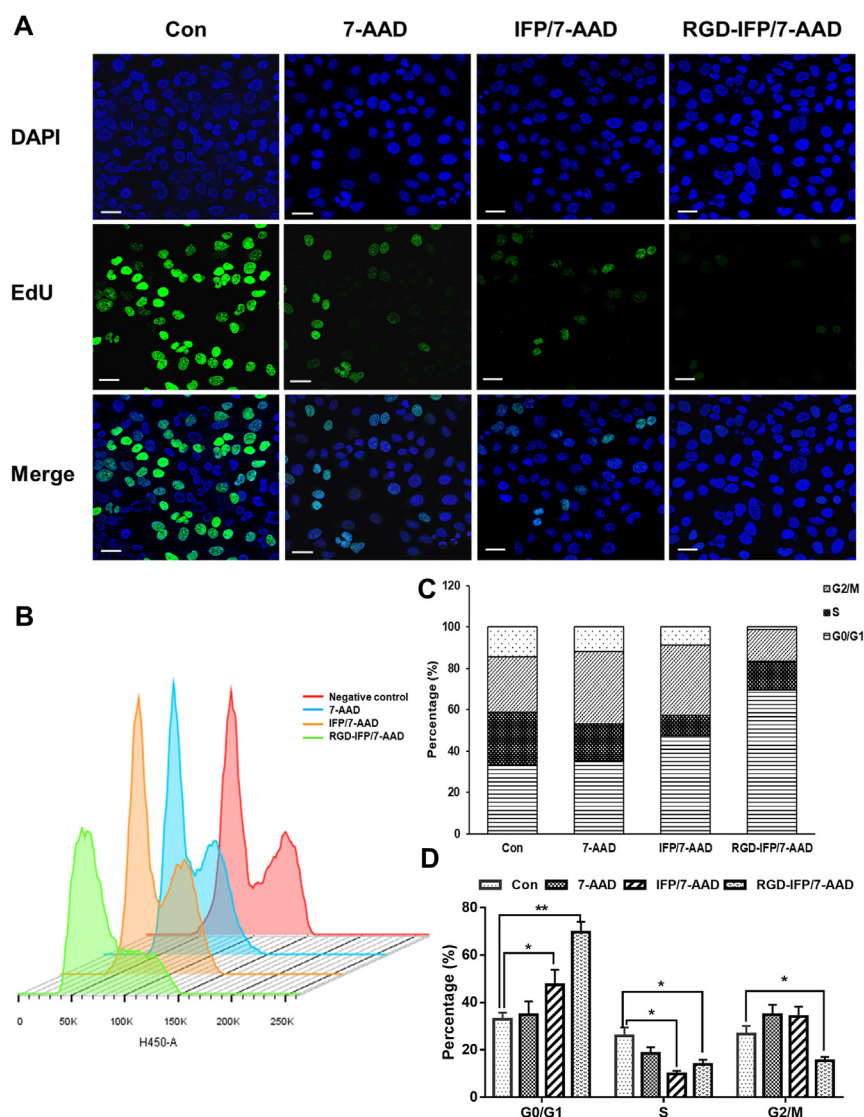 A
Con 7-AAD IFP/7-AAD RGD-IFP/7-AAD
DAPI
EdU
Merge
B
Negative control
7-AAD
IFP/7-AAD
RGD-IFP/7-AAD
0 50K 100K 150K 200K 250K
H450-A
C
120
100
80
60
40
20
0
Percentage (%)
G2/M
S
G0/G1
Con 7-AAD IFP/7-AAD RGD-IFP/7-AAD
D
Con 7-AAD IFP/7-AAD RGD-IFP/7-AAD
80
60
40
20
0
Percentage (%)
**
*
*
*
*
G0/G1 S G2/M